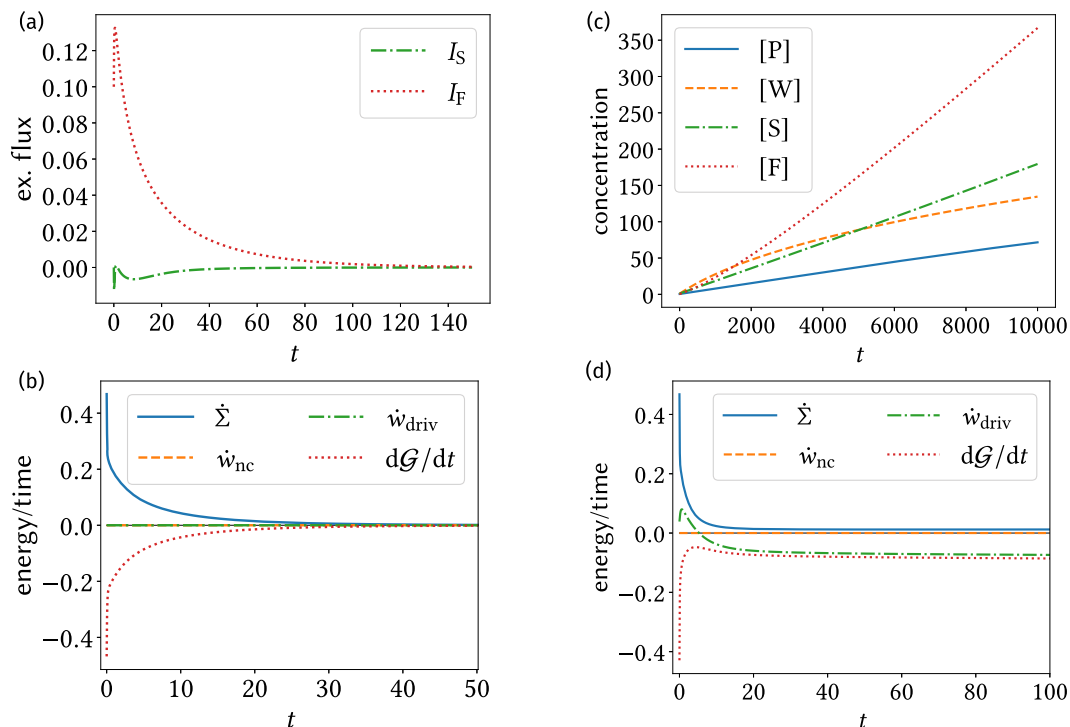 (a)
ex. flux
0.12
0.10
0.08
0.06
0.04
0.02
0.00
I_S
I_F
0 20 40 60 80 100 120 140
t
(c)
concentration
350
300
250
200
150
100
50
0
[P]
[W]
[S]
[F]
0 2000 4000 6000 8000 10000
t
(b)
energy/time
0.4
0.2
0.0
−0.2
−0.4
Σ̇ ẇ_driv
ẇ_nc d𝒢/dt
0 10 20 30 40 50
t
(d)
energy/time
0.4
0.2
0.0
−0.2
−0.4
Σ̇ ẇ_driv
ẇ_nc d𝒢/dt
0 20 40 60 80 100
t